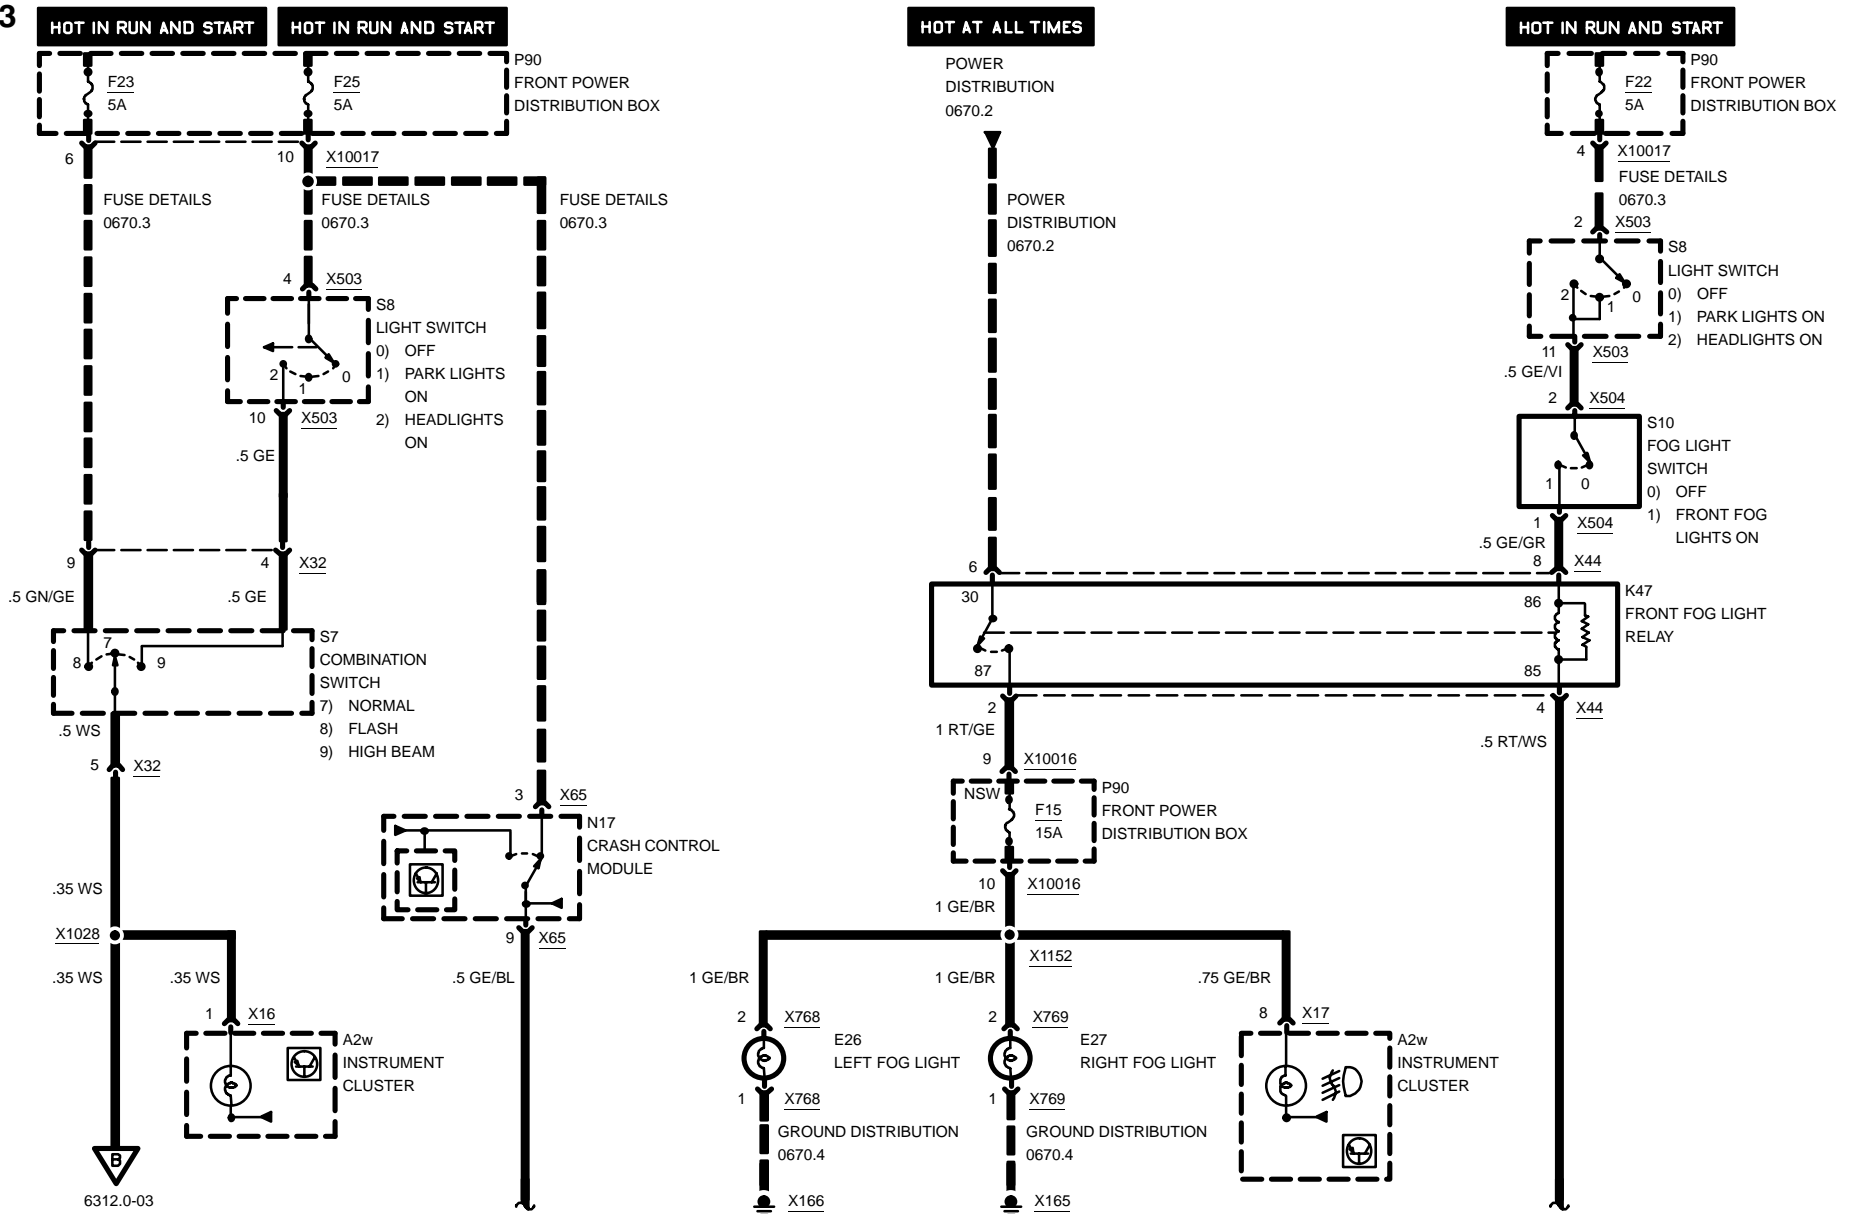 3
HOT IN RUN AND START
HOT IN RUN AND START
P90
FRONT POWER
DISTRIBUTION BOX
F23
5A
F25
5A
6
10
X10017
FUSE DETAILS
0670.3
FUSE DETAILS
0670.3
FUSE DETAILS
0670.3
4
X503
S8
LIGHT SWITCH
0) OFF
1) PARK LIGHTS
ON
2) HEADLIGHTS
ON
2
1
0
10
X503
.5 GE
9
4
X32
.5 GN/GE
.5 GE
S7
COMBINATION
SWITCH
7) NORMAL
8) FLASH
9) HIGH BEAM
7
8
9
.5 WS
5
X32
3
X65
N17
CRASH CONTROL
MODULE
.35 WS
X1028
9
X65
.35 WS
.35 WS
.5 GE/BL
1
X16
A2w
INSTRUMENT
CLUSTER
B
6312.0-03
HOT AT ALL TIMES
POWER
DISTRIBUTION
0670.2
POWER
DISTRIBUTION
0670.2
HOT IN RUN AND START
P90
FRONT POWER
DISTRIBUTION BOX
F22
5A
4
X10017
FUSE DETAILS
0670.3
2
X503
S8
LIGHT SWITCH
0) OFF
1) PARK LIGHTS ON
2) HEADLIGHTS ON
2
1
0
11
X503
.5 GE/VI
2
X504
S10
FOG LIGHT
SWITCH
0) OFF
1) FRONT FOG
LIGHTS ON
1
0
1
X504
.5 GE/GR
6
8
X44
30
86
K47
FRONT FOG LIGHT
RELAY
87
85
2
4
X44
1 RT/GE
.5 RT/WS
9
X10016
NSW
F15
15A
P90
FRONT POWER
DISTRIBUTION BOX
10
X10016
1 GE/BR
X1152
1 GE/BR
1 GE/BR
.75 GE/BR
2
X768
2
X769
8
X17
E26
LEFT FOG LIGHT
E27
RIGHT FOG LIGHT
A2w
INSTRUMENT
CLUSTER
1
X768
1
X769
GROUND DISTRIBUTION
0670.4
GROUND DISTRIBUTION
0670.4
X166
X165